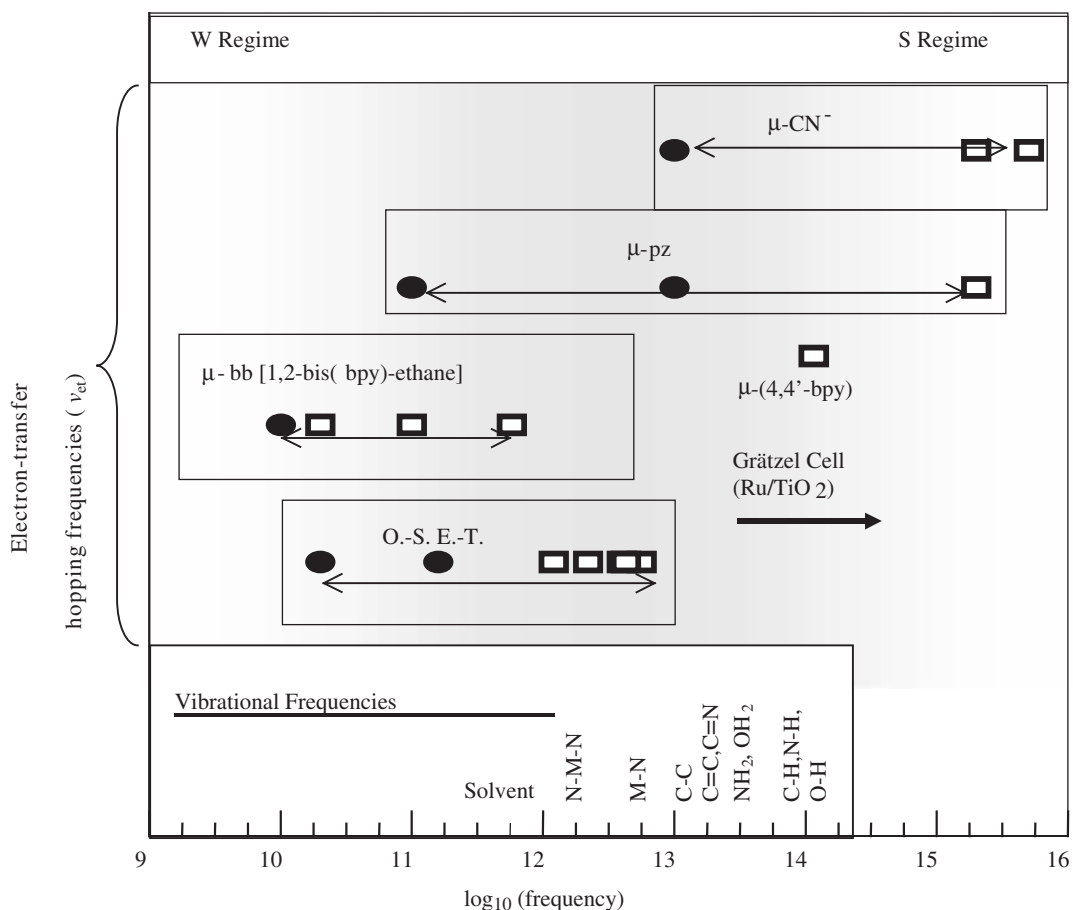 W Regime
S Regime
μ-CN⁻
μ-pz
μ- bb [1,2-bis( bpy)-ethane]
μ-(4,4'-bpy)
Grätzel Cell
(Ru/TiO 2)
O.-S. E.-T.
Electron-transfer
hopping frequencies ( νet)
Vibrational Frequencies
Solvent
N-M-N
M-N
C-C
C=C,C=N
NH2, OH2
C-H,N-H,
O-H
9 10 11 12 13 14 15 16
log10 (frequency)